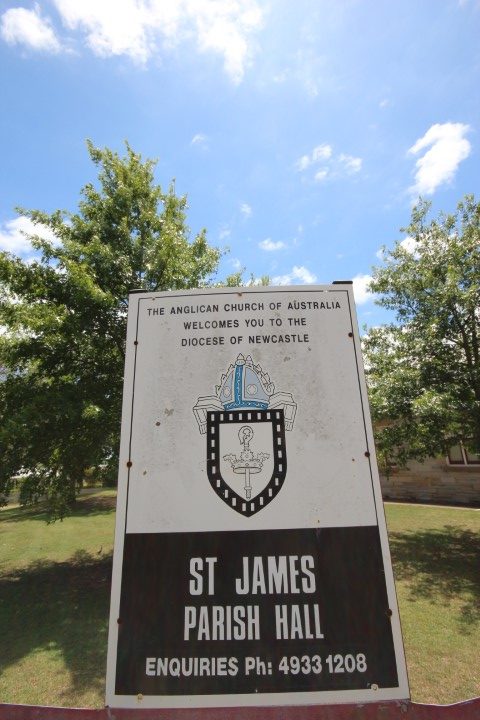 THE ANGLICAN CHURCH OF AUSTRALIA
WELCOMES YOU TO THE
DIOCESE OF NEWCASTLE
ST JAMES
PARISH HALL
ENQUIRIES Ph: 4933 1208